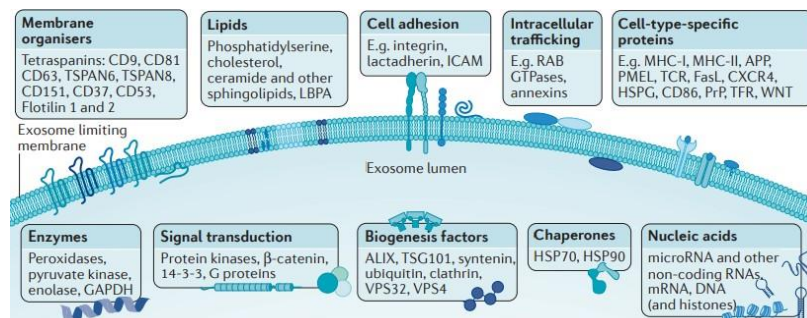 Membrane
organisers
Tetraspanins: CD9, CD81
CD63, TSPAN6, TSPAN8,
CD151, CD37, CD53,
Flotilin 1 and 2
Lipids
Phosphatidylserine,
cholesterol,
ceramide and other
sphingolipids, LBPA
Cell adhesion
E.g. integrin,
lactadherin, ICAM
Intracellular
trafficking
E.g. RAB
GTPases,
annexins
Cell-type-specific
proteins
E.g. MHC-I, MHC-II, APP,
PMEL, TCR, FasL, CXCR4,
HSPG, CD86, PrP, TFR, WNT
Exosome limiting
membrane
Exosome lumen
Enzymes
Peroxidases,
pyruvate kinase,
enolase, GAPDH
Signal transduction
Protein kinases, β-catenin,
14-3-3, G proteins
Biogenesis factors
ALIX, TSG101, syntenin,
ubiquitin, clathrin,
VPS32, VPS4
Chaperones
HSP70, HSP90
Nucleic acids
microRNA and other
non-coding RNAs,
mRNA, DNA
(and histones)